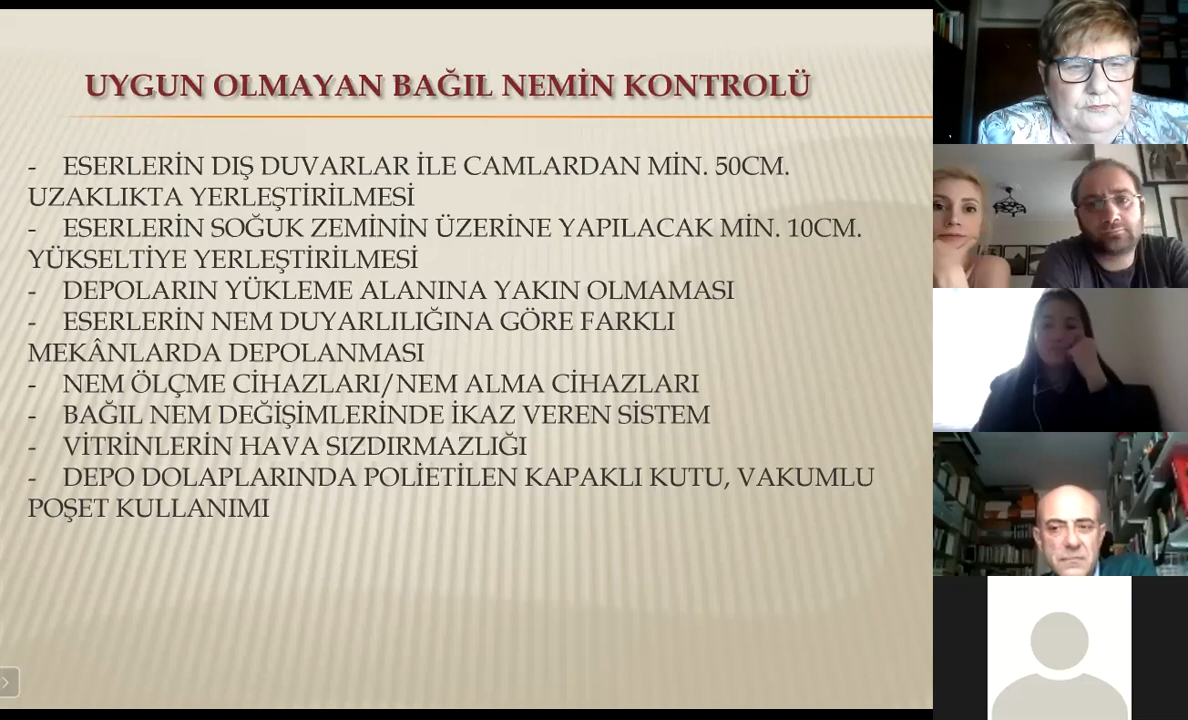 UYGUN OLMAYAN BAĞIL NEMİN KONTROLÜ
- ESERLERİN DIŞ DUVARLAR İLE CAMLARDAN MİN. 50CM.
UZAKLIKTA YERLEŞTİRİLMESİ
- ESERLERİN SOĞUK ZEMİNİN ÜZERİNE YAPILACAK MİN. 10CM.
YÜKSELTİYE YERLEŞTİRİLMESİ
- DEPOLARIN YÜKLEME ALANINA YAKIN OLMAMASI
- ESERLERİN NEM DUYARLILIĞINA GÖRE FARKLI
MEKÂNLARDA DEPOLANMASI
- NEM ÖLÇME CİHAZLARI/NEM ALMA CİHAZLARI
- BAĞIL NEM DEĞİŞİMLERİNDE İKAZ VEREN SİSTEM
- VİTRİNLERİN HAVA SIZDIRMAZLIĞI
- DEPO DOLAPLARINDA POLİETİLEN KAPAKLI KUTU, VAKUMLU
POŞET KULLANIMI